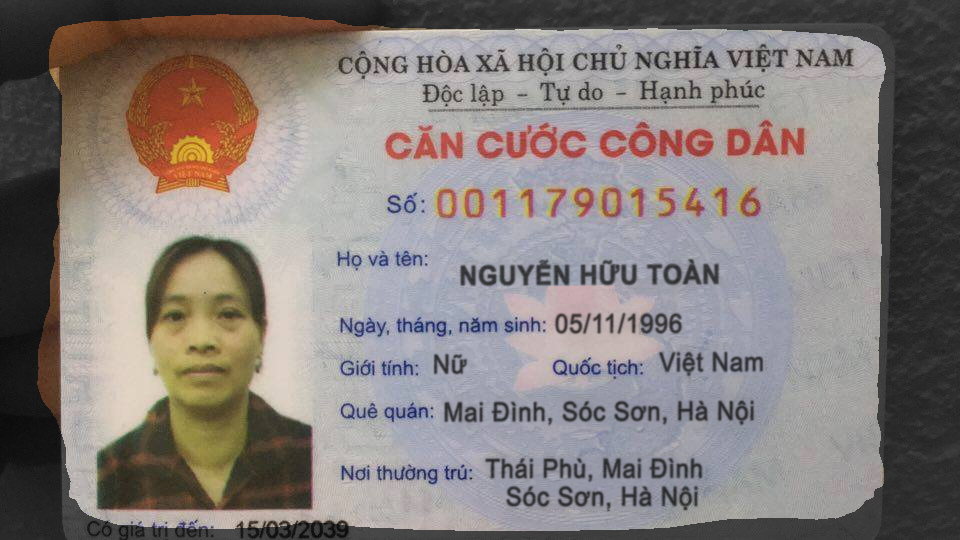 CỘNG HÒA XÃ HỘI CHỦ NGHĨA VIỆT NAM
Độc lập – Tự do – Hạnh phúc
CĂN CƯỚC CÔNG DÂN
Số: 001179015416
Họ và tên: NGUYỄN HỮU TOÀN
Ngày, tháng, năm sinh: 05/11/1996
Giới tính: Nữ Quốc tịch: Việt Nam
Quê quán: Mai Đình, Sóc Sơn, Hà Nội
Nơi thường trú: Thái Phù, Mai Đình
Sóc Sơn, Hà Nội
Có giá trị đến: 15/03/2039
VIỆT NAM